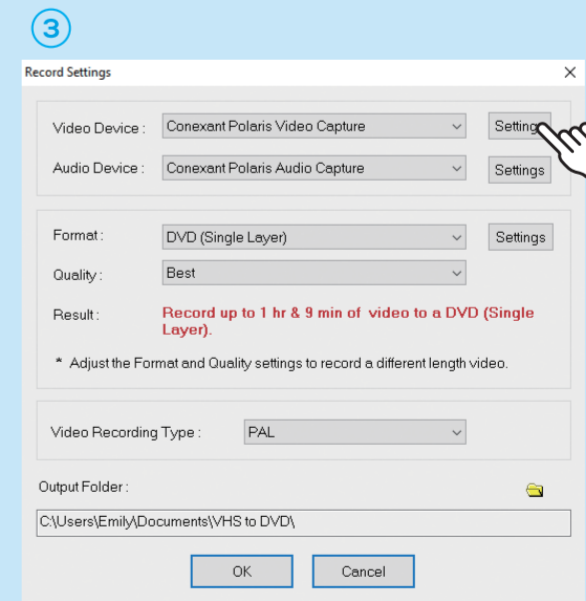 3
Record Settings
Video Device :
Conexant Polaris Video Capture
Setting
Audio Device :
Conexant Polaris Audio Capture
Settings
Format :
DVD (Single Layer)
Settings
Quality :
Best
Result :
Record up to 1 hr & 9 min of video to a DVD (Single
Layer).
* Adjust the Format and Quality settings to record a different length video.
Video Recording Type :
PAL
Output Folder :
C:\Users\Emily\Documents\VHS to DVD\
OK
Cancel